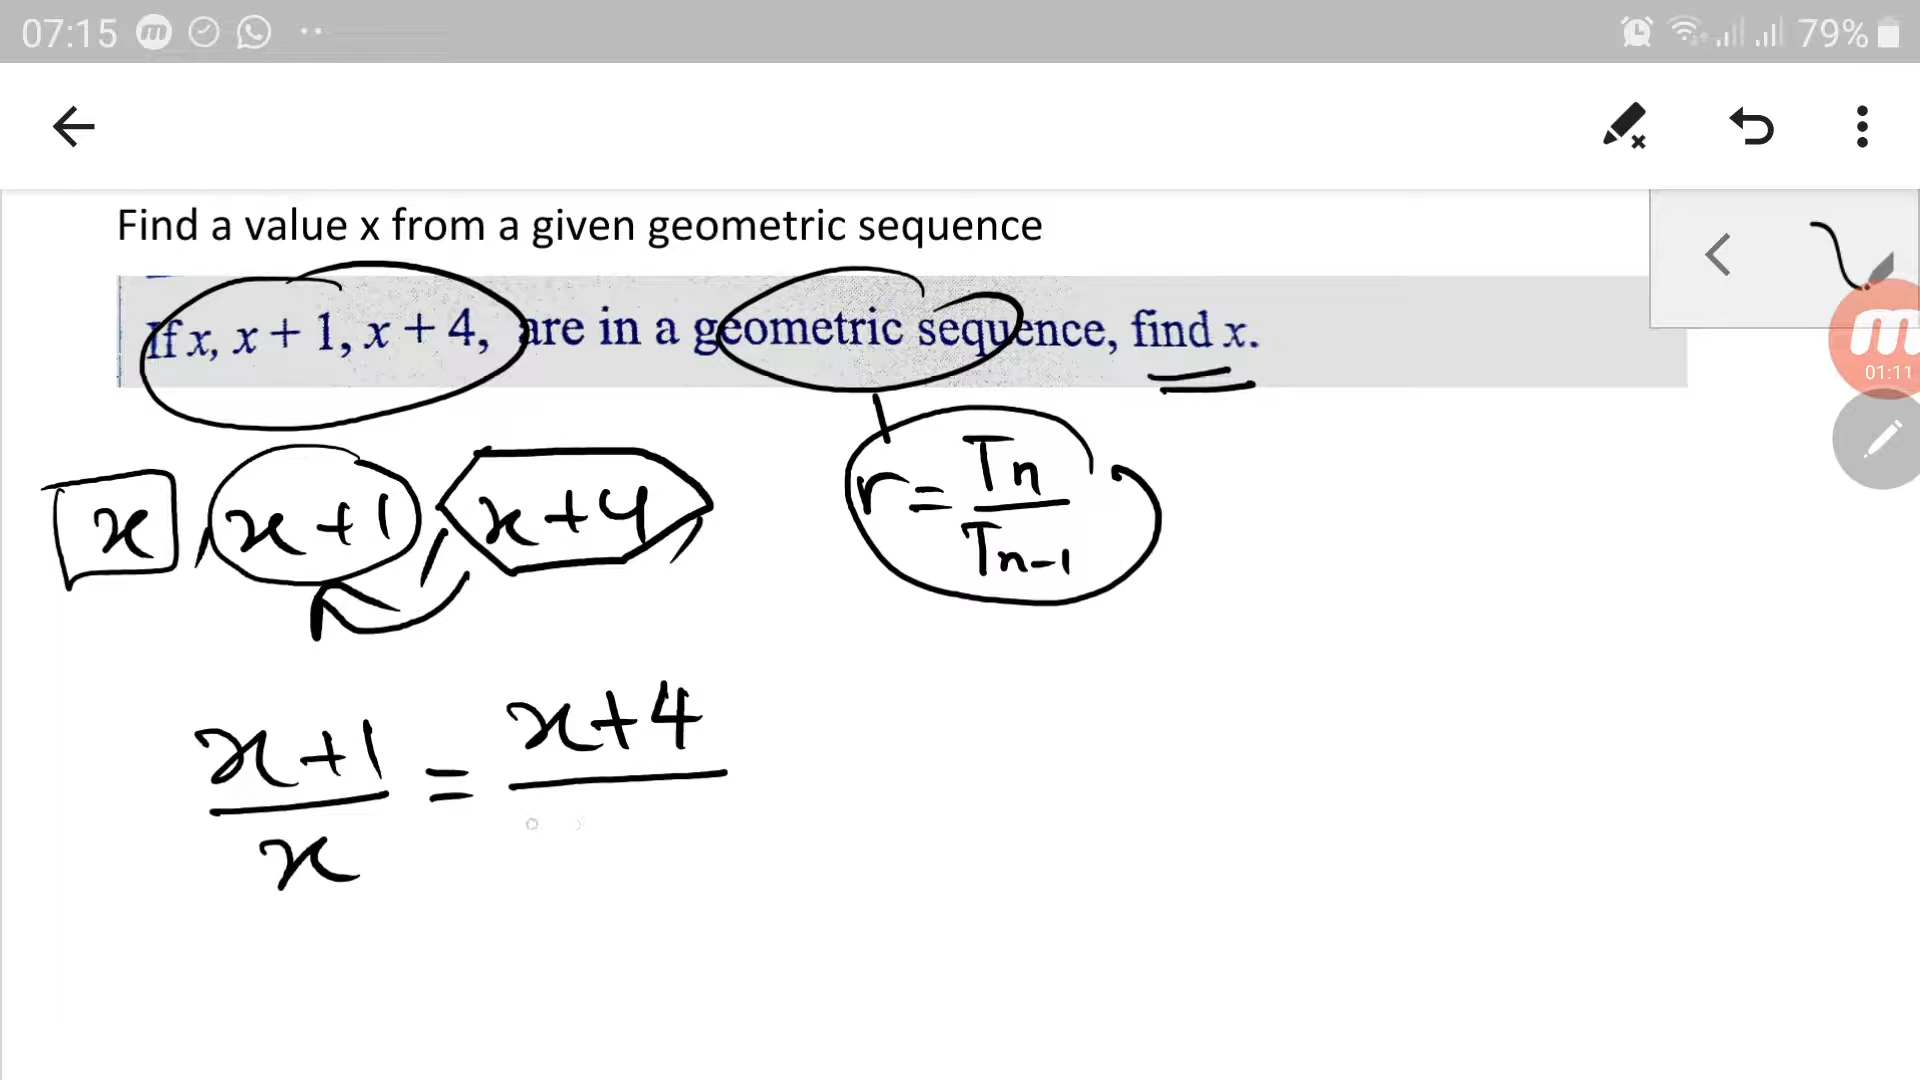 07:15 79%
Find a value x from a given geometric sequence
If x, x + 1, x + 4, are in a geometric sequence, find x.
m
01:11
x , x+1 , x+4
r = Tn / Tn-1
x+1 / x = x+4